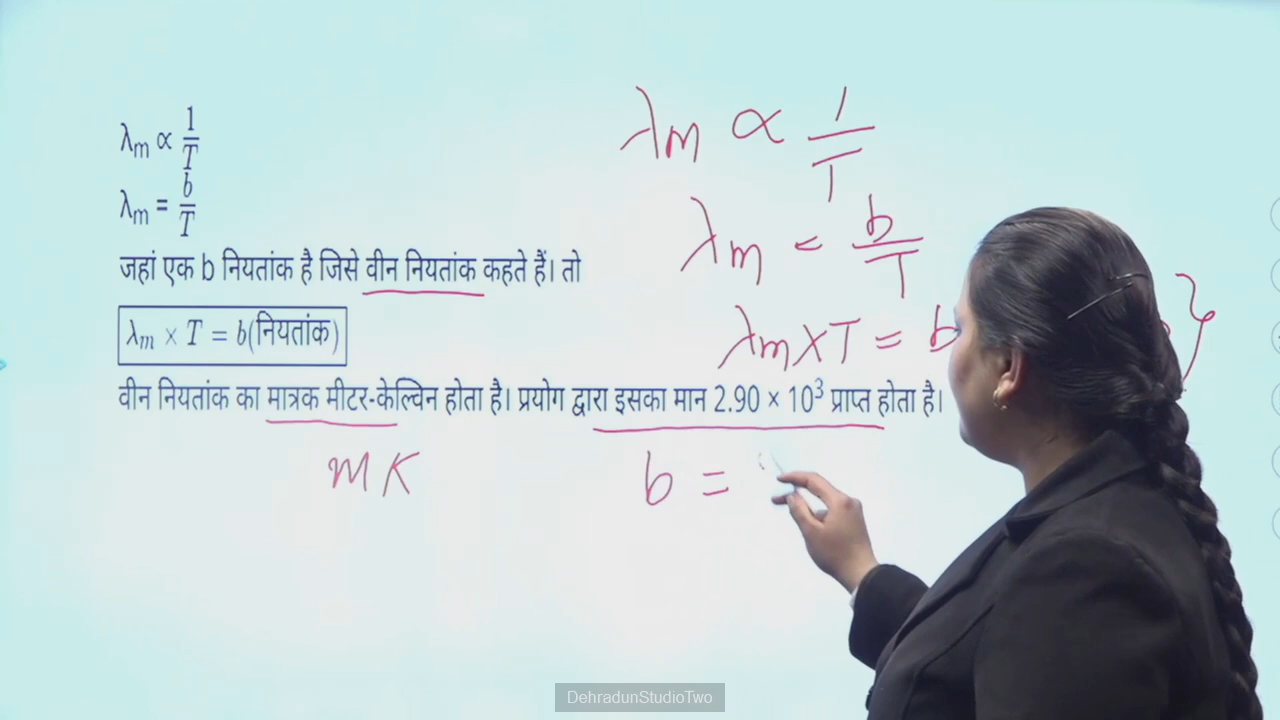 λm ∝ 1/T
λm = b/T
जहां एक b नियतांक है जिसे वीन नियतांक कहते हैं। तो
λm × T = b(नियतांक)
वीन नियतांक का मात्रक मीटर-केल्विन होता है। प्रयोग द्वारा इसका मान 2.90 × 10³ प्राप्त होता है।
λm ∝ 1/T
λm = b/T
λm×T = b
mK
b =
DehradunStudioTwo